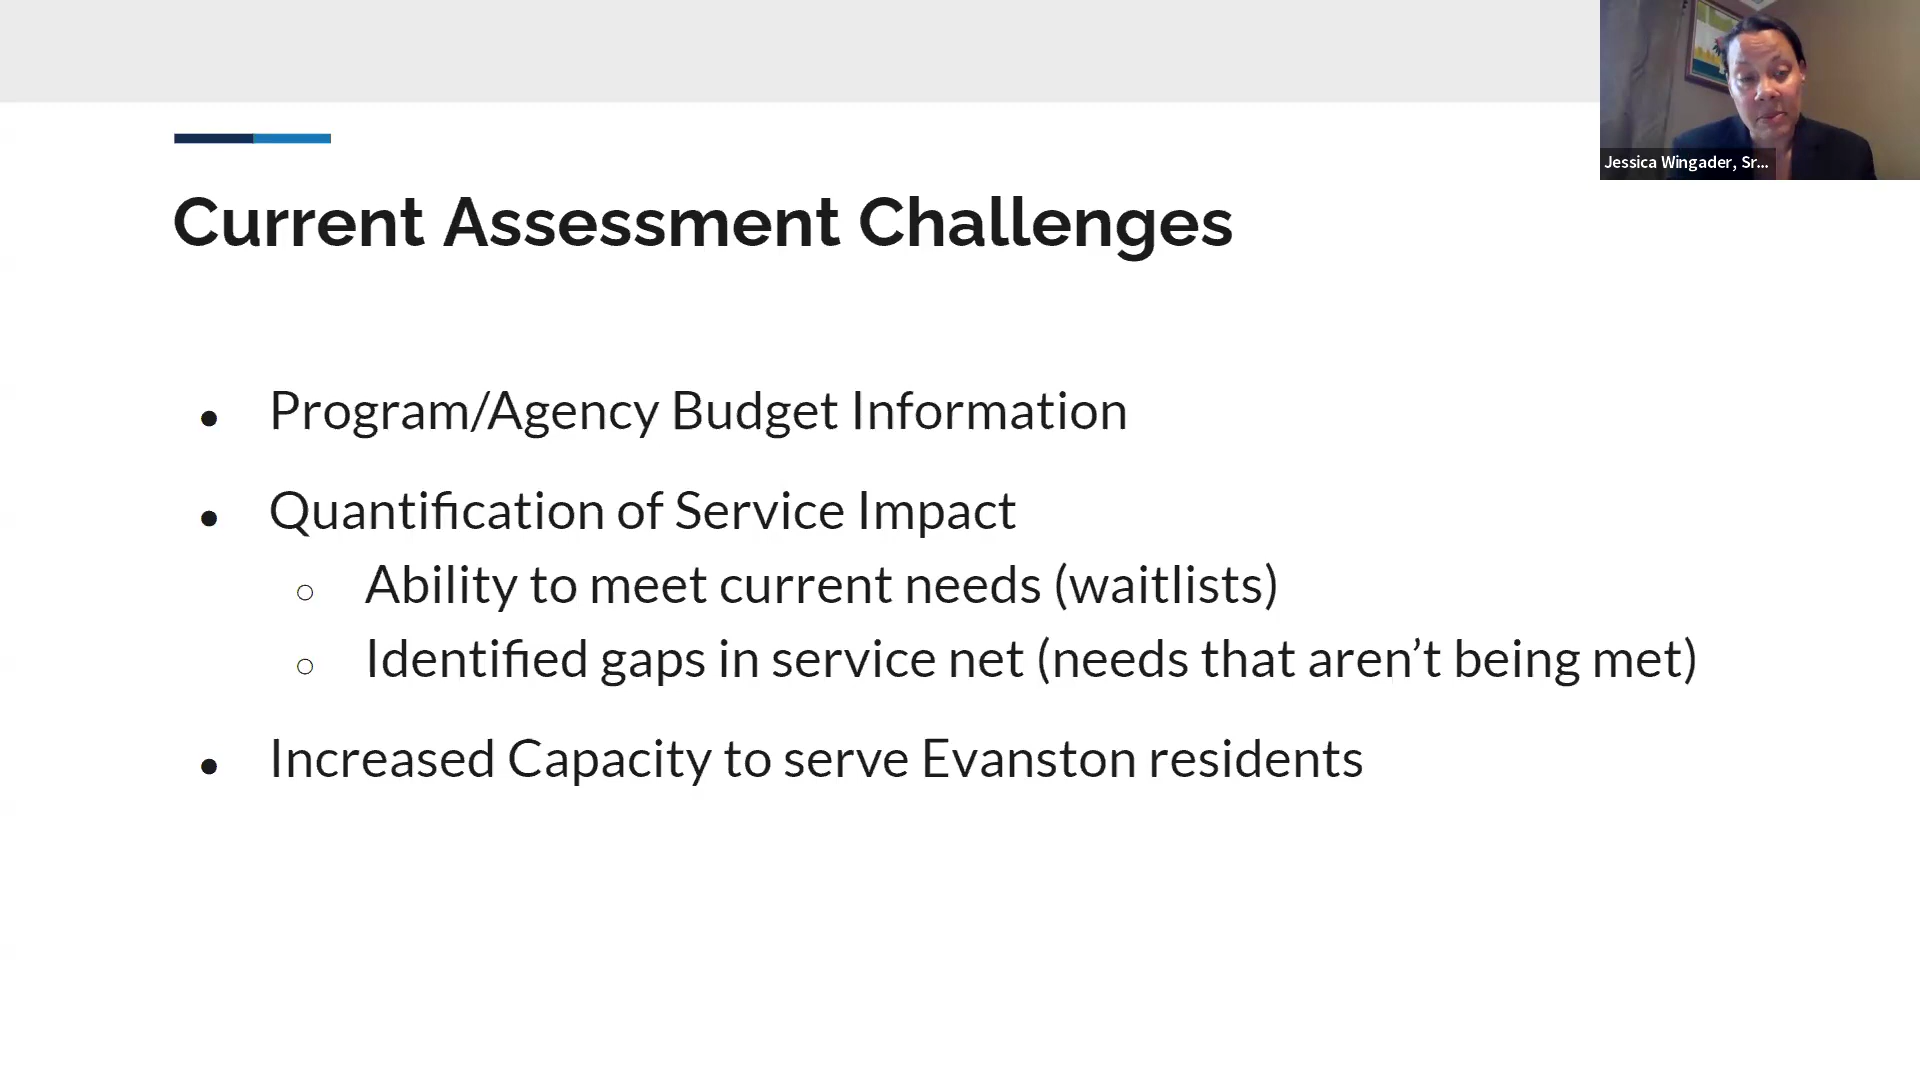 Jessica Wingader, Sr...
Current Assessment Challenges
● Program/Agency Budget Information
● Quantification of Service Impact
○ Ability to meet current needs (waitlists)
○ Identified gaps in service net (needs that aren’t being met)
● Increased Capacity to serve Evanston residents